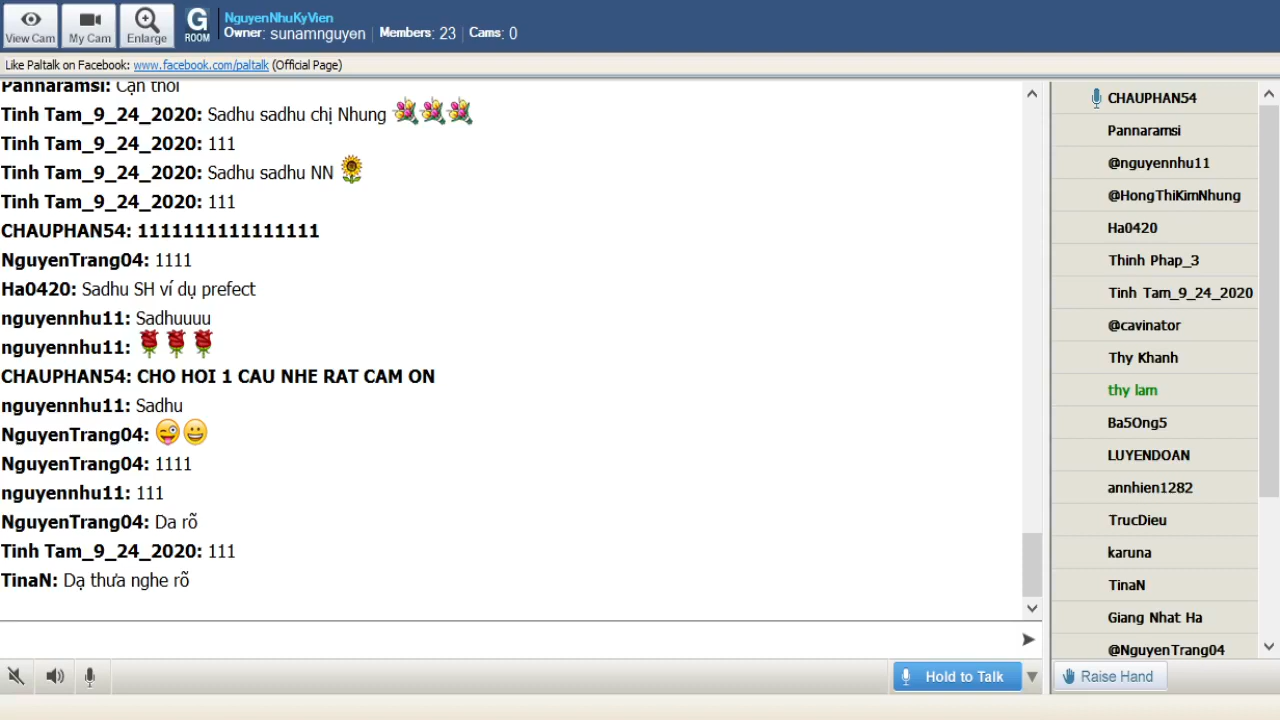 View Cam
My Cam
Enlarge
G
ROOM
NguyenNhuKyVien
Owner: sunamnguyen | Members: 23 | Cams: 0
Like Paltalk on Facebook: www.facebook.com/paltalk (Official Page)
Pannaramsi: Cạn thoi
Tinh Tam_9_24_2020: Sadhu sadhu chị Nhung
Tinh Tam_9_24_2020: 111
Tinh Tam_9_24_2020: Sadhu sadhu NN
Tinh Tam_9_24_2020: 111
CHAUPHAN54: 1111111111111111
NguyenTrang04: 1111
Ha0420: Sadhu SH ví dụ prefect
nguyennhu11: Sadhuuuu
nguyennhu11:
CHAUPHAN54: CHO HOI 1 CAU NHE RAT CAM ON
nguyennhu11: Sadhu
NguyenTrang04:
NguyenTrang04: 1111
nguyennhu11: 111
NguyenTrang04: Da rõ
Tinh Tam_9_24_2020: 111
TinaN: Dạ thưa nghe rõ
Hold to Talk
CHAUPHAN54
Pannaramsi
@nguyennhu11
@HongThiKimNhung
Ha0420
Thinh Phap_3
Tinh Tam_9_24_2020
@cavinator
Thy Khanh
thy lam
Ba5Ong5
LUYENDOAN
annhien1282
TrucDieu
karuna
TinaN
Giang Nhat Ha
@NguyenTrang04
Raise Hand